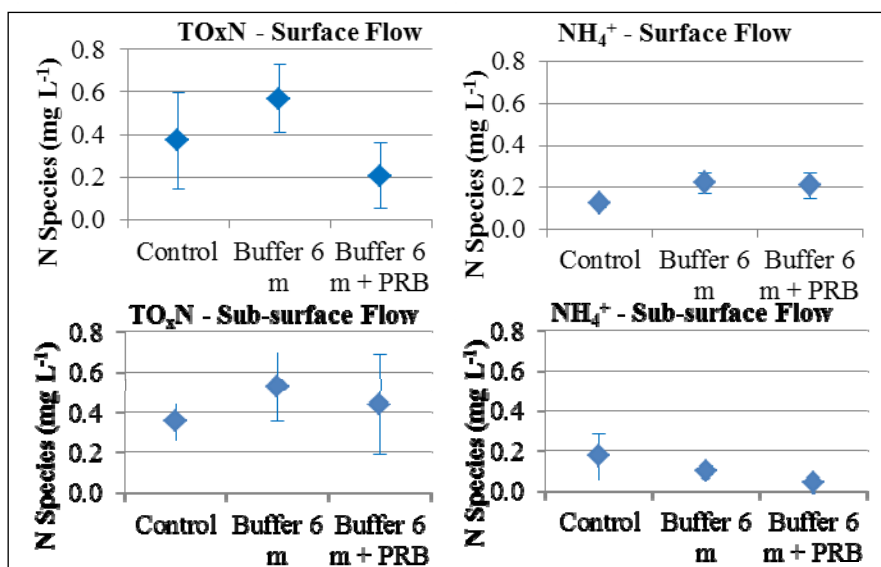 TOxN - Surface Flow
N Species (mg L⁻¹)
0.8
0.6
0.4
0.2
0.0
Control
Buffer 6
m
Buffer 6
m + PRB
NH₄⁺ - Surface Flow
N Species (mg L⁻¹)
0.8
0.6
0.4
0.2
0.0
Control
Buffer 6
m
Buffer 6
m + PRB
TOₓN - Sub-surface Flow
N Species (mg L⁻¹)
0.8
0.6
0.4
0.2
0.0
Control
Buffer 6
m
Buffer 6
m + PRB
NH₄⁺ - Sub-surface Flow
N Species (mg L⁻¹)
0.8
0.6
0.4
0.2
0.0
Control
Buffer 6
m
Buffer 6
m + PRB